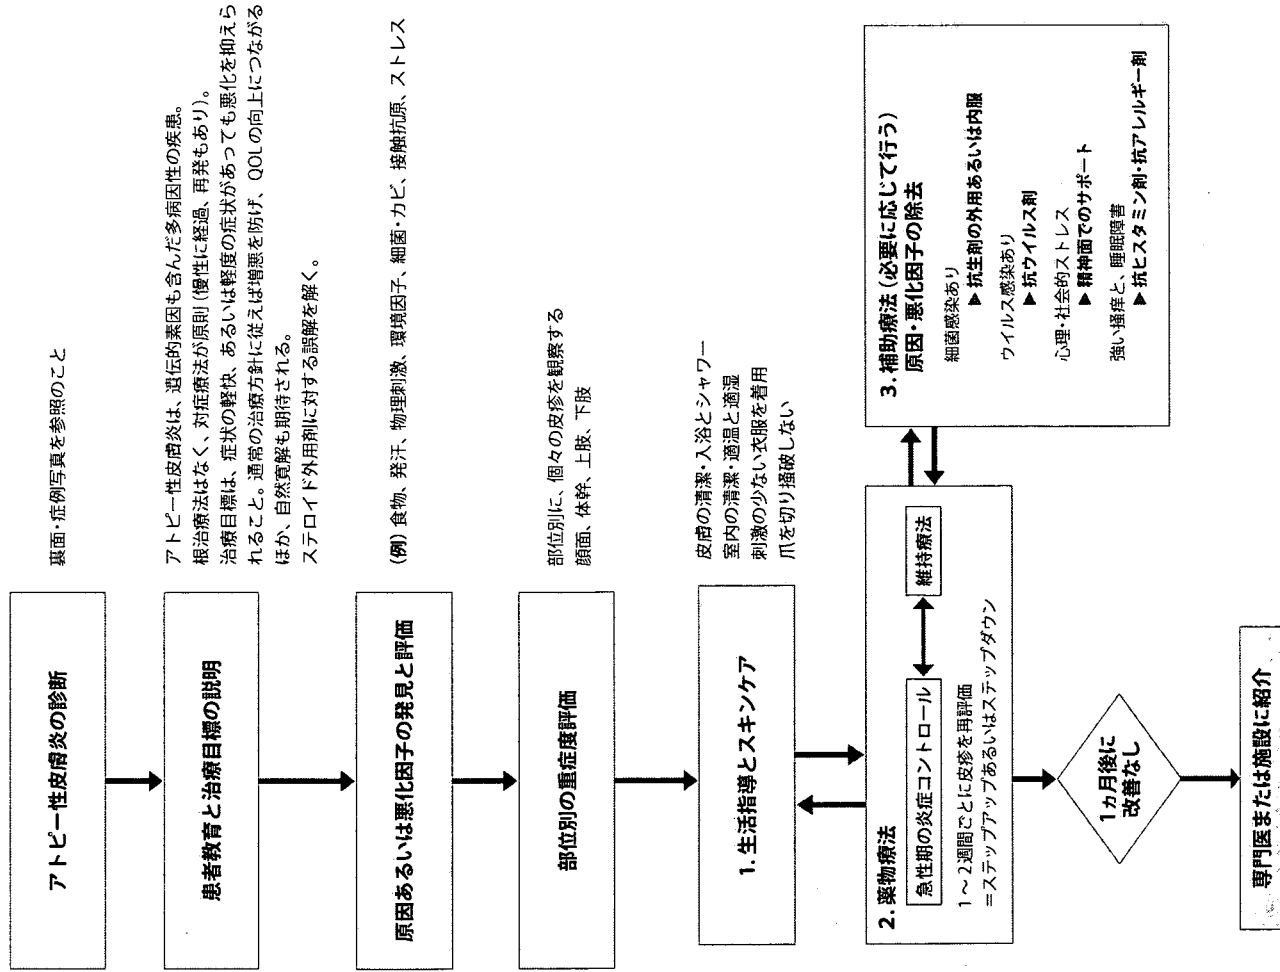 アトピー性皮膚炎の診断
裏面・症例写真を参照のこと
患者教育と治療目標の説明
アトピー性皮膚炎は、遺伝的素因も含んだ多病因性の疾患。
根治療法はなく、対症療法が原則(慢性に経過、再発もあり)。
治療目標は、症状の軽快、あるいは軽度の症状があっても悪化を抑えら
れること。通常の治療方針に従えば増悪を防げ、QOLの向上につながる
ほか、自然寛解も期待される。
ステロイド外用剤に対する誤解を解く。
原因あるいは悪化因子の発見と評価
(例) 食物、発汗、物理刺激、環境因子、細菌・カビ、接触抗原、ストレス
部位別の重症度評価
部位別に、個々の皮疹を観察する
顔面、体幹、上肢、下肢
1. 生活指導とスキンケア
皮膚の清潔・入浴とシャワー
室内の清潔・適温と適湿
刺激の少ない衣服を着用
爪を切り掻破しない
2. 薬物療法
急性期の炎症コントロール
維持療法
1～2週間ごとに皮疹を再評価
=ステップアップあるいはステップダウン
3. 補助療法 (必要に応じて行う)
原因・悪化因子の除去
細菌感染あり
▶ 抗生剤の外用あるいは内服
ウイルス感染あり
▶ 抗ウイルス剤
心理・社会的ストレス
▶ 精神面でのサポート
強い掻痒と、睡眠障害
▶ 抗ヒスタミン剤・抗アレルギー剤
1ヵ月後に
改善なし
専門医または施設に紹介